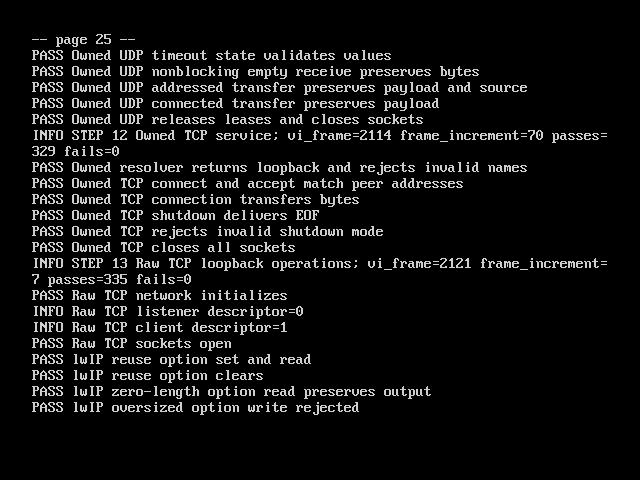 -- page 25 --
PASS Owned UDP timeout state validates values
PASS Owned UDP nonblocking empty receive preserves bytes
PASS Owned UDP addressed transfer preserves payload and source
PASS Owned UDP connected transfer preserves payload
PASS Owned UDP releases leases and closes sockets
INFO STEP 12 Owned TCP service; vi_frame=2114 frame_increment=70 passes=
329 fails=0
PASS Owned resolver returns loopback and rejects invalid names
PASS Owned TCP connect and accept match peer addresses
PASS Owned TCP connection transfers bytes
PASS Owned TCP shutdown delivers EOF
PASS Owned TCP rejects invalid shutdown mode
PASS Owned TCP closes all sockets
INFO STEP 13 Raw TCP loopback operations; vi_frame=2121 frame_increment=
7 passes=335 fails=0
PASS Raw TCP network initializes
INFO Raw TCP listener descriptor=0
INFO Raw TCP client descriptor=1
PASS Raw TCP sockets open
PASS lwIP reuse option set and read
PASS lwIP reuse option clears
PASS lwIP zero-length option read preserves output
PASS lwIP oversized option write rejected